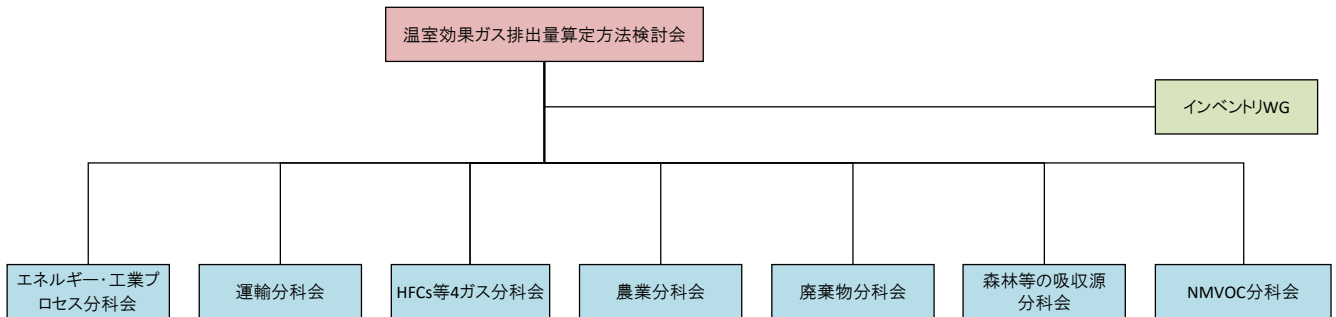 温室効果ガス排出量算定方法検討会
インベントリWG
エネルギー・工業プ
ロセス分科会
運輸分科会
HFCs等4ガス分科会
農業分科会
廃棄物分科会
森林等の吸収源
分科会
NMVOC分科会